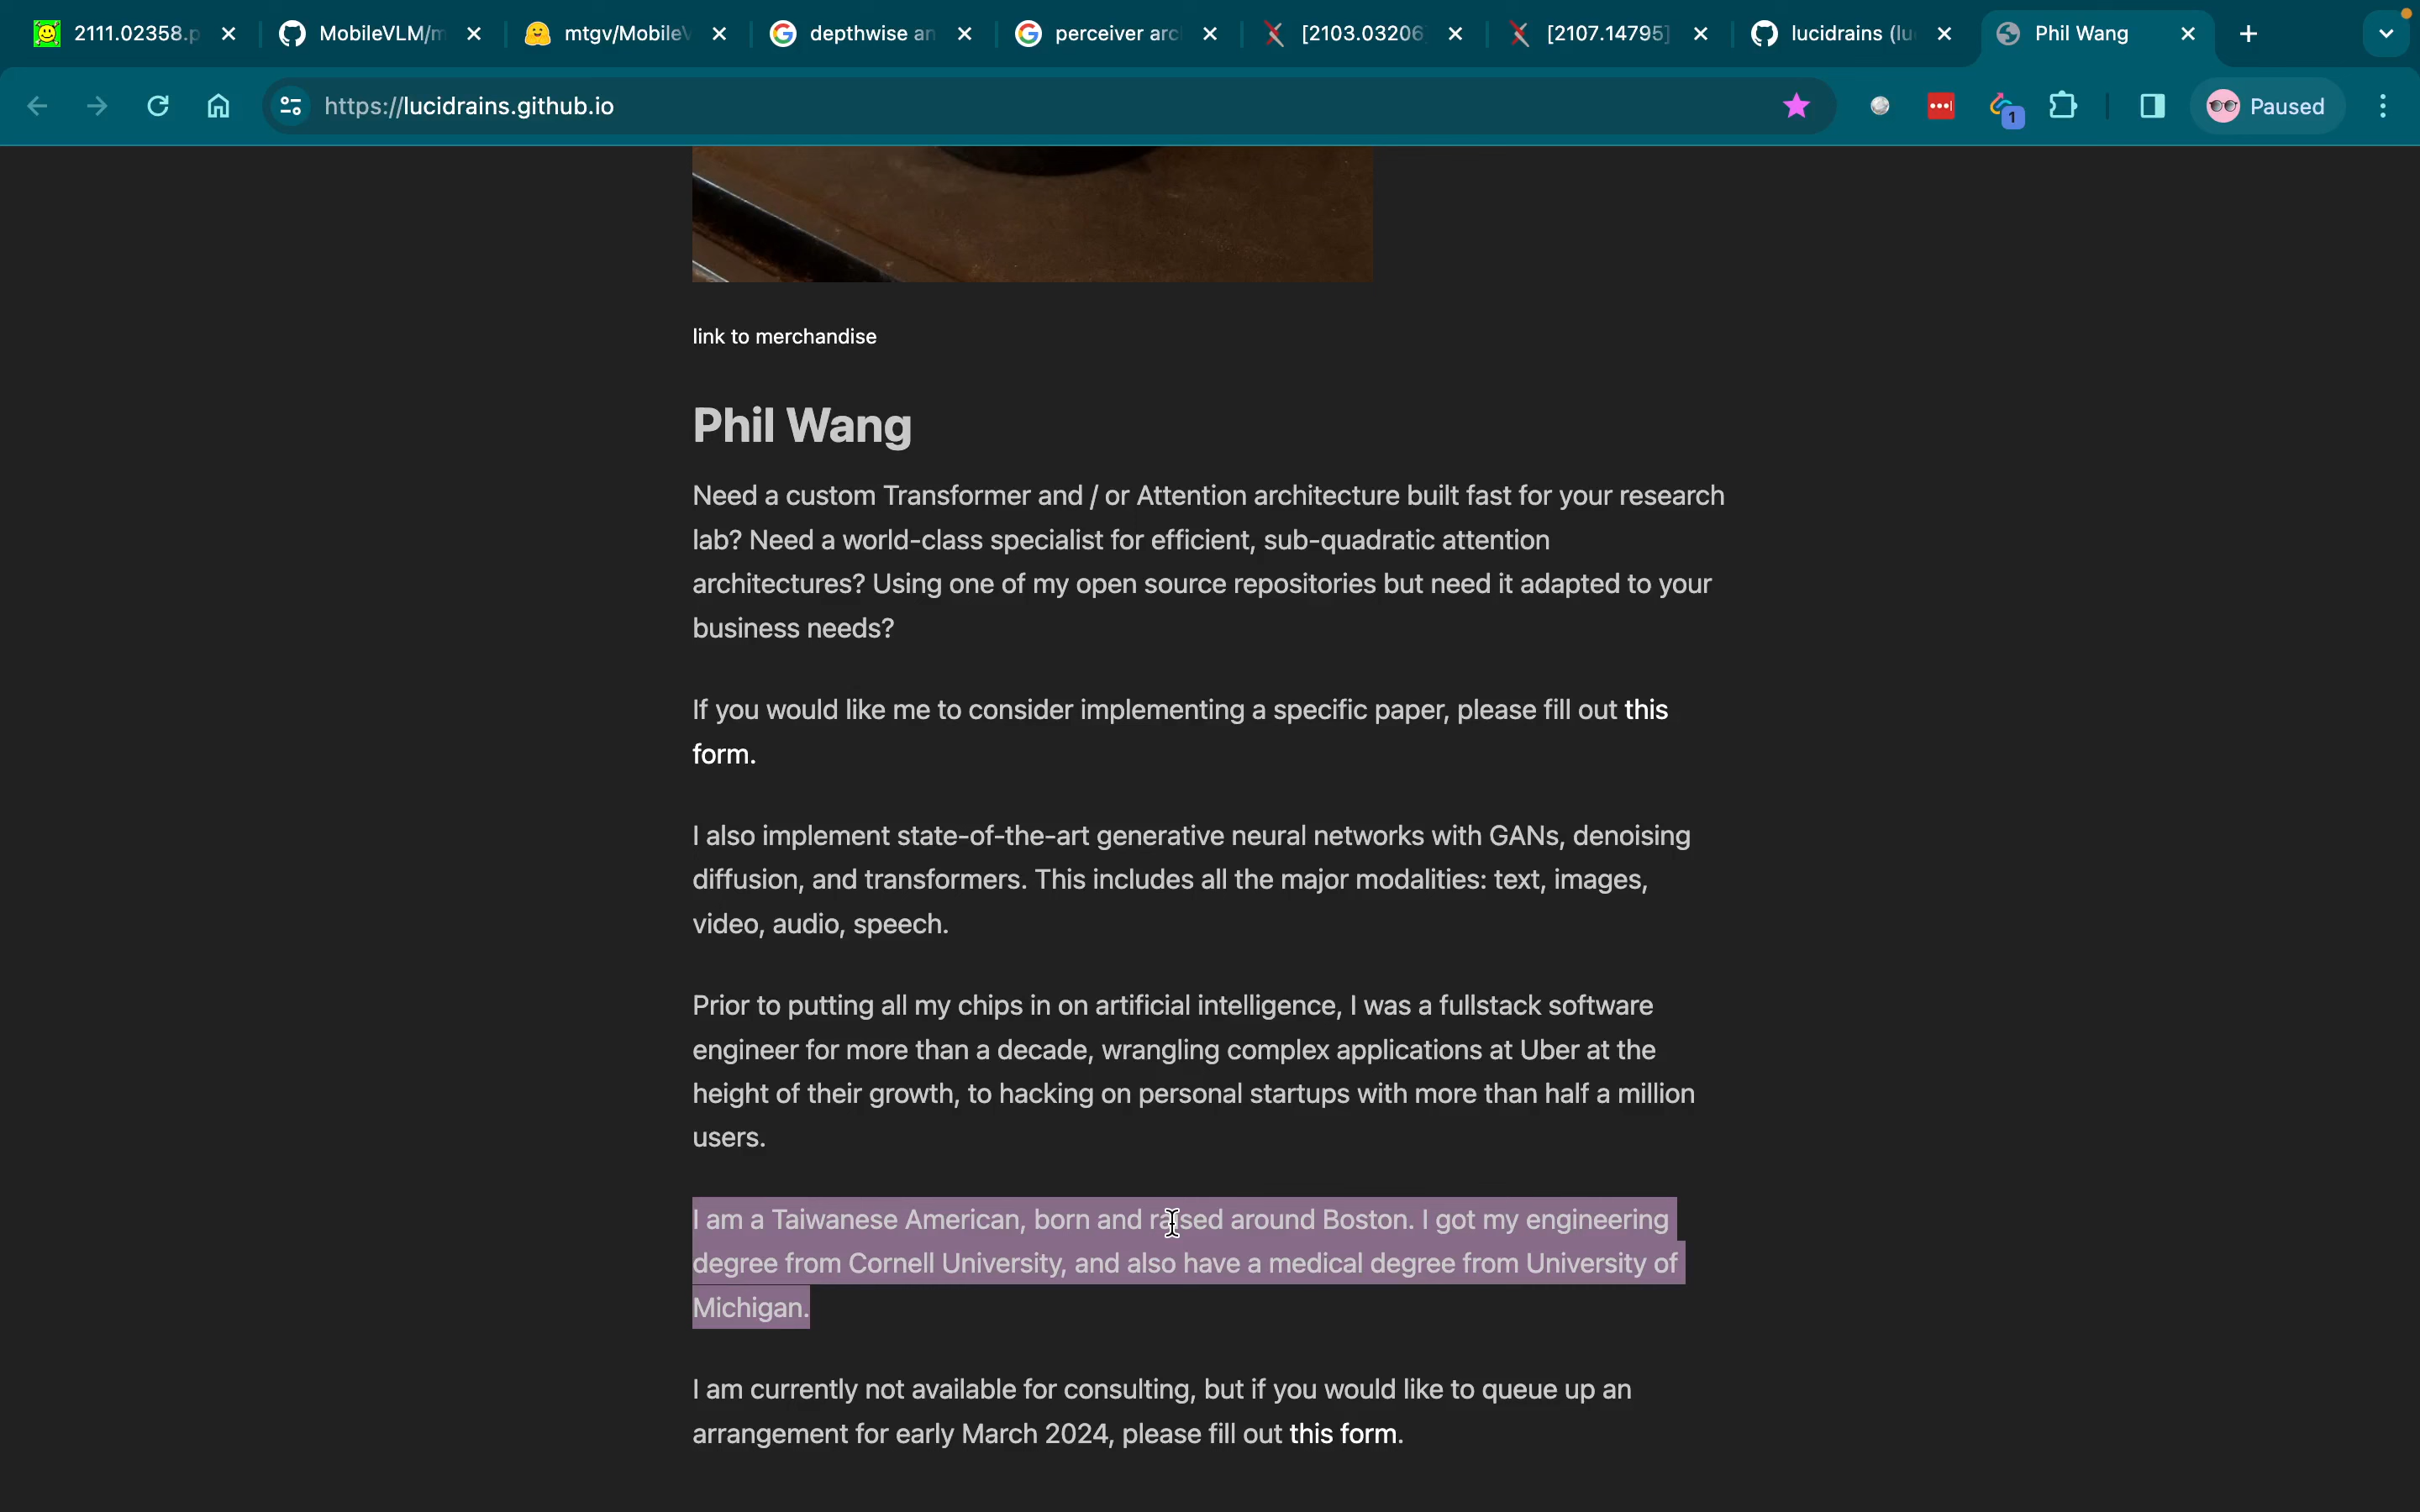 2111.02358.p MobileVLM/m mtgv/MobileV depthwise an perceiver arc [2103.03206 [2107.14795] lucidrains (lu Phil Wang
https://lucidrains.github.io 1 Paused
link to merchandise
Phil Wang
Need a custom Transformer and / or Attention architecture built fast for your research
lab? Need a world-class specialist for efficient, sub-quadratic attention
architectures? Using one of my open source repositories but need it adapted to your
business needs?
If you would like me to consider implementing a specific paper, please fill out this
form.
I also implement state-of-the-art generative neural networks with GANs, denoising
diffusion, and transformers. This includes all the major modalities: text, images,
video, audio, speech.
Prior to putting all my chips in on artificial intelligence, I was a fullstack software
engineer for more than a decade, wrangling complex applications at Uber at the
height of their growth, to hacking on personal startups with more than half a million
users.
I am a Taiwanese American, born and raised around Boston. I got my engineering
degree from Cornell University, and also have a medical degree from University of
Michigan.
I am currently not available for consulting, but if you would like to queue up an
arrangement for early March 2024, please fill out this form.